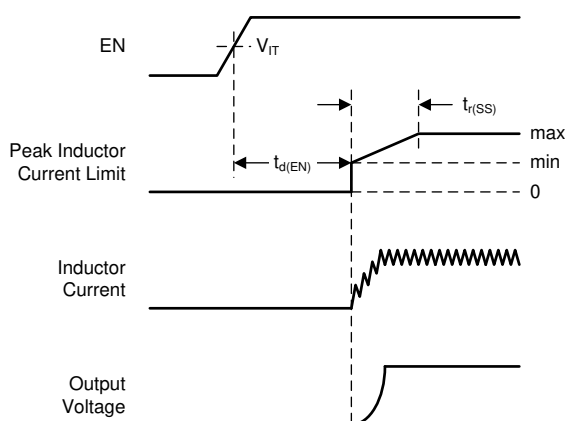 EN
V_IT
t_r(SS)
Peak Inductor
Current Limit
t_d(EN)
max
min
0
Inductor
Current
Output
Voltage